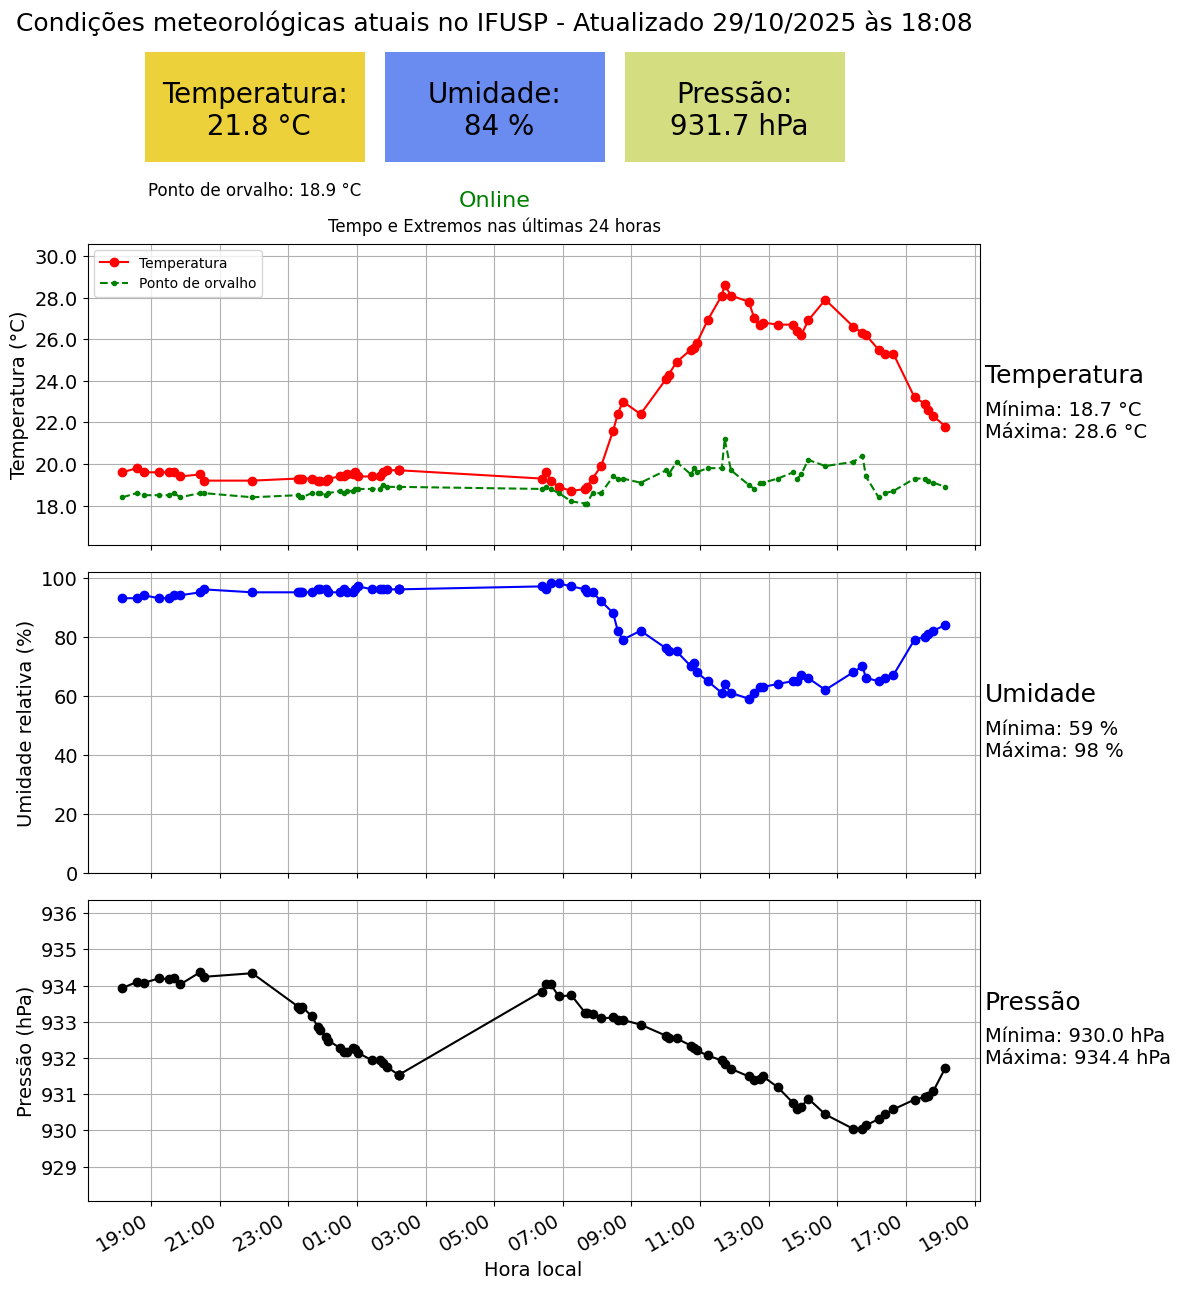 Condições meteorológicas atuais no IFUSP - Atualizado 29/10/2025 às 18:08
Temperatura:
21.8 °C
Umidade:
84 %
Pressão:
931.7 hPa
Ponto de orvalho: 18.9 °C
Online
Tempo e Extremos nas últimas 24 horas
Temperatura (°C)
30.0
28.0
26.0
24.0
22.0
20.0
18.0
Temperatura
Ponto de orvalho
Temperatura
Mínima: 18.7 °C
Máxima: 28.6 °C
Umidade relativa (%)
100
80
60
40
20
0
Umidade
Mínima: 59 %
Máxima: 98 %
Pressão (hPa)
936
935
934
933
932
931
930
929
Pressão
Mínima: 930.0 hPa
Máxima: 934.4 hPa
19:00 21:00 23:00 01:00 03:00 05:00 07:00 09:00 11:00 13:00 15:00 17:00 19:00
Hora local